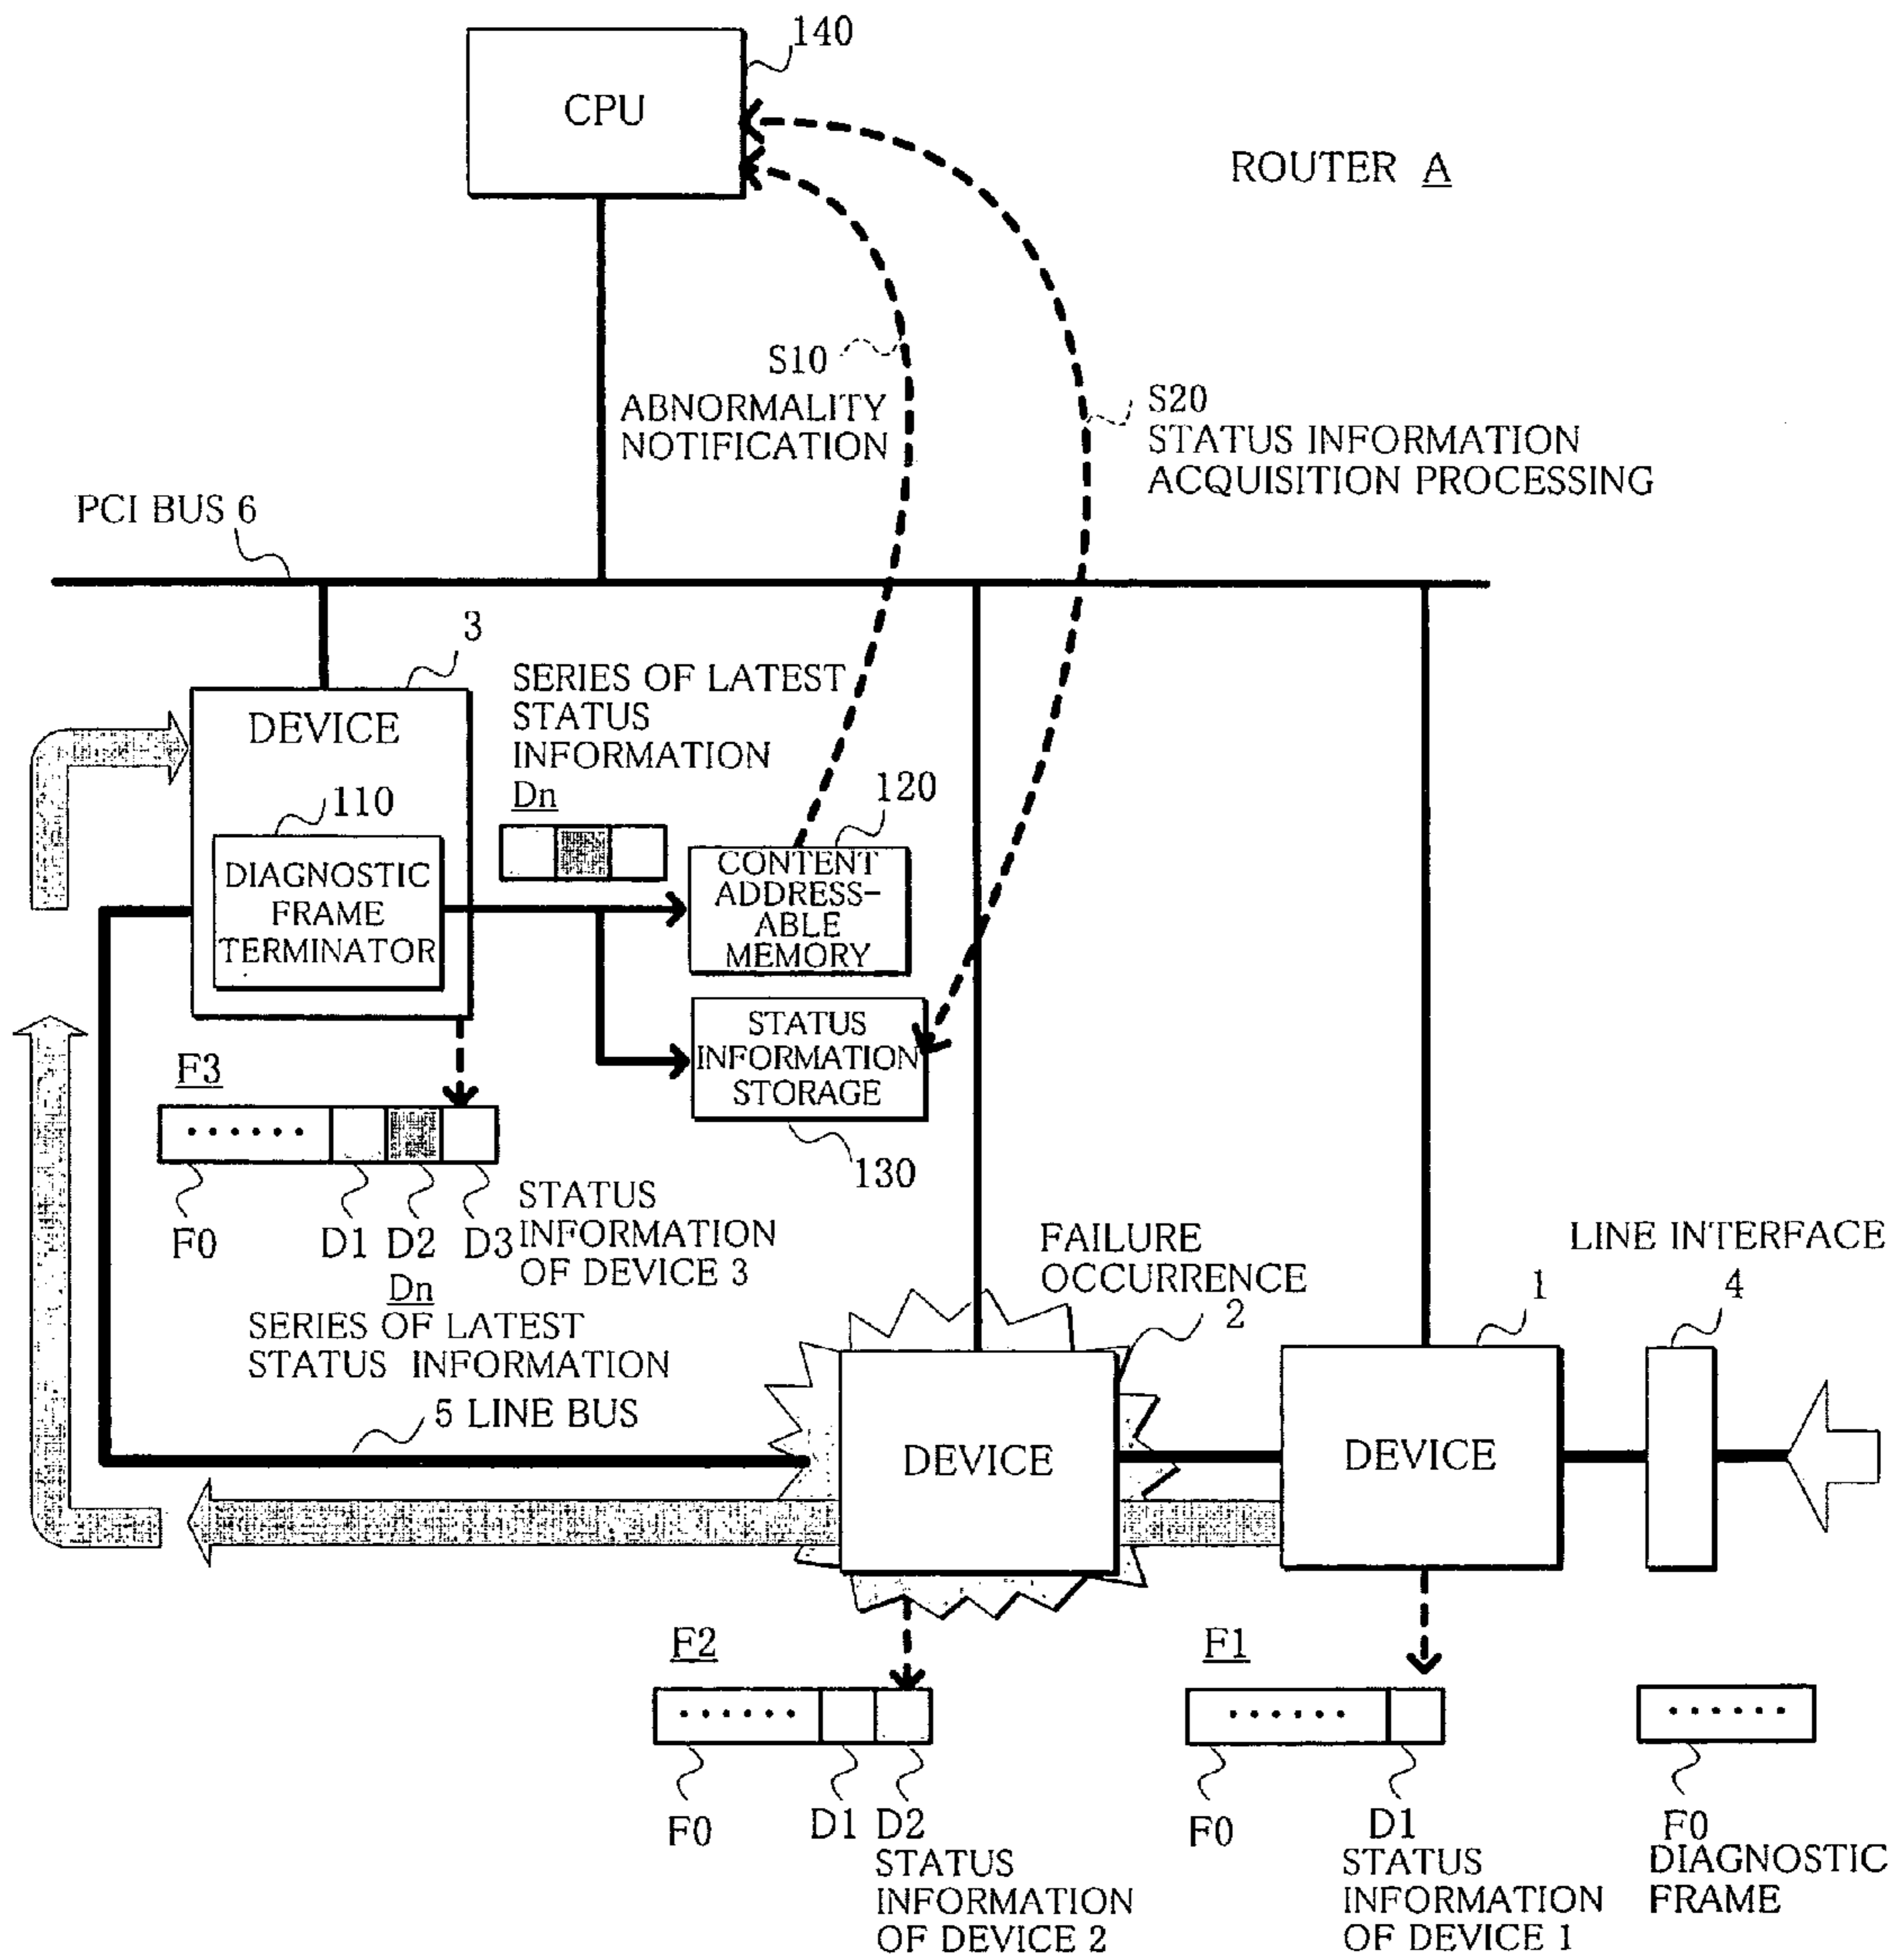 140
CPU
ROUTER A
S10
ABNORMALITY
NOTIFICATION
S20
STATUS INFORMATION
ACQUISITION PROCESSING
PCI BUS 6
3
DEVICE
SERIES OF LATEST
STATUS
INFORMATION
Dn
110
DIAGNOSTIC
FRAME
TERMINATOR
120
CONTENT
ADDRESS-
ABLE
MEMORY
STATUS
INFORMATION
STORAGE
130
F3
......
F0
D1
D2
D3
STATUS
INFORMATION
OF DEVICE 3
Dn
SERIES OF LATEST
STATUS INFORMATION
5 LINE BUS
FAILURE
OCCURRENCE
2
DEVICE
1
DEVICE
LINE INTERFACE
4
F2
......
F0
D1
D2
STATUS
INFORMATION
OF DEVICE 2
F1
......
F0
D1
STATUS
INFORMATION
OF DEVICE 1
......
F0
DIAGNOSTIC
FRAME